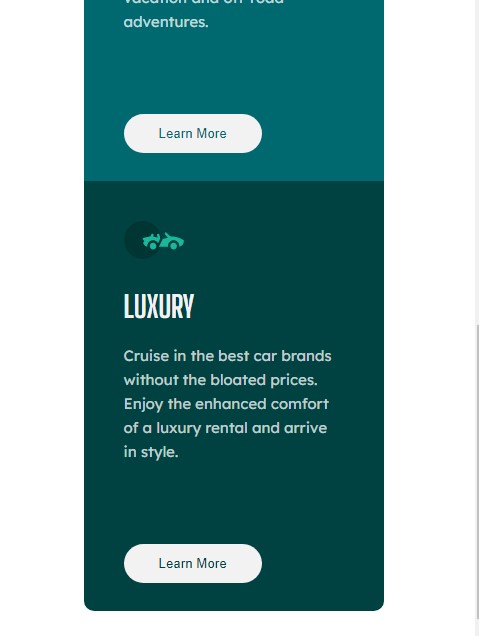 adventures.
Learn More
LUXURY
Cruise in the best car brands
without the bloated prices.
Enjoy the enhanced comfort
of a luxury rental and arrive
in style.
Learn More